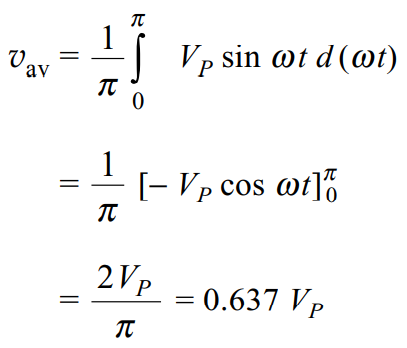 v_av = 1/π ∫₀^π V_P sin ωt d(ωt)
= 1/π [– V_P cos ωt]₀^π
= 2V_P/π = 0.637 V_P